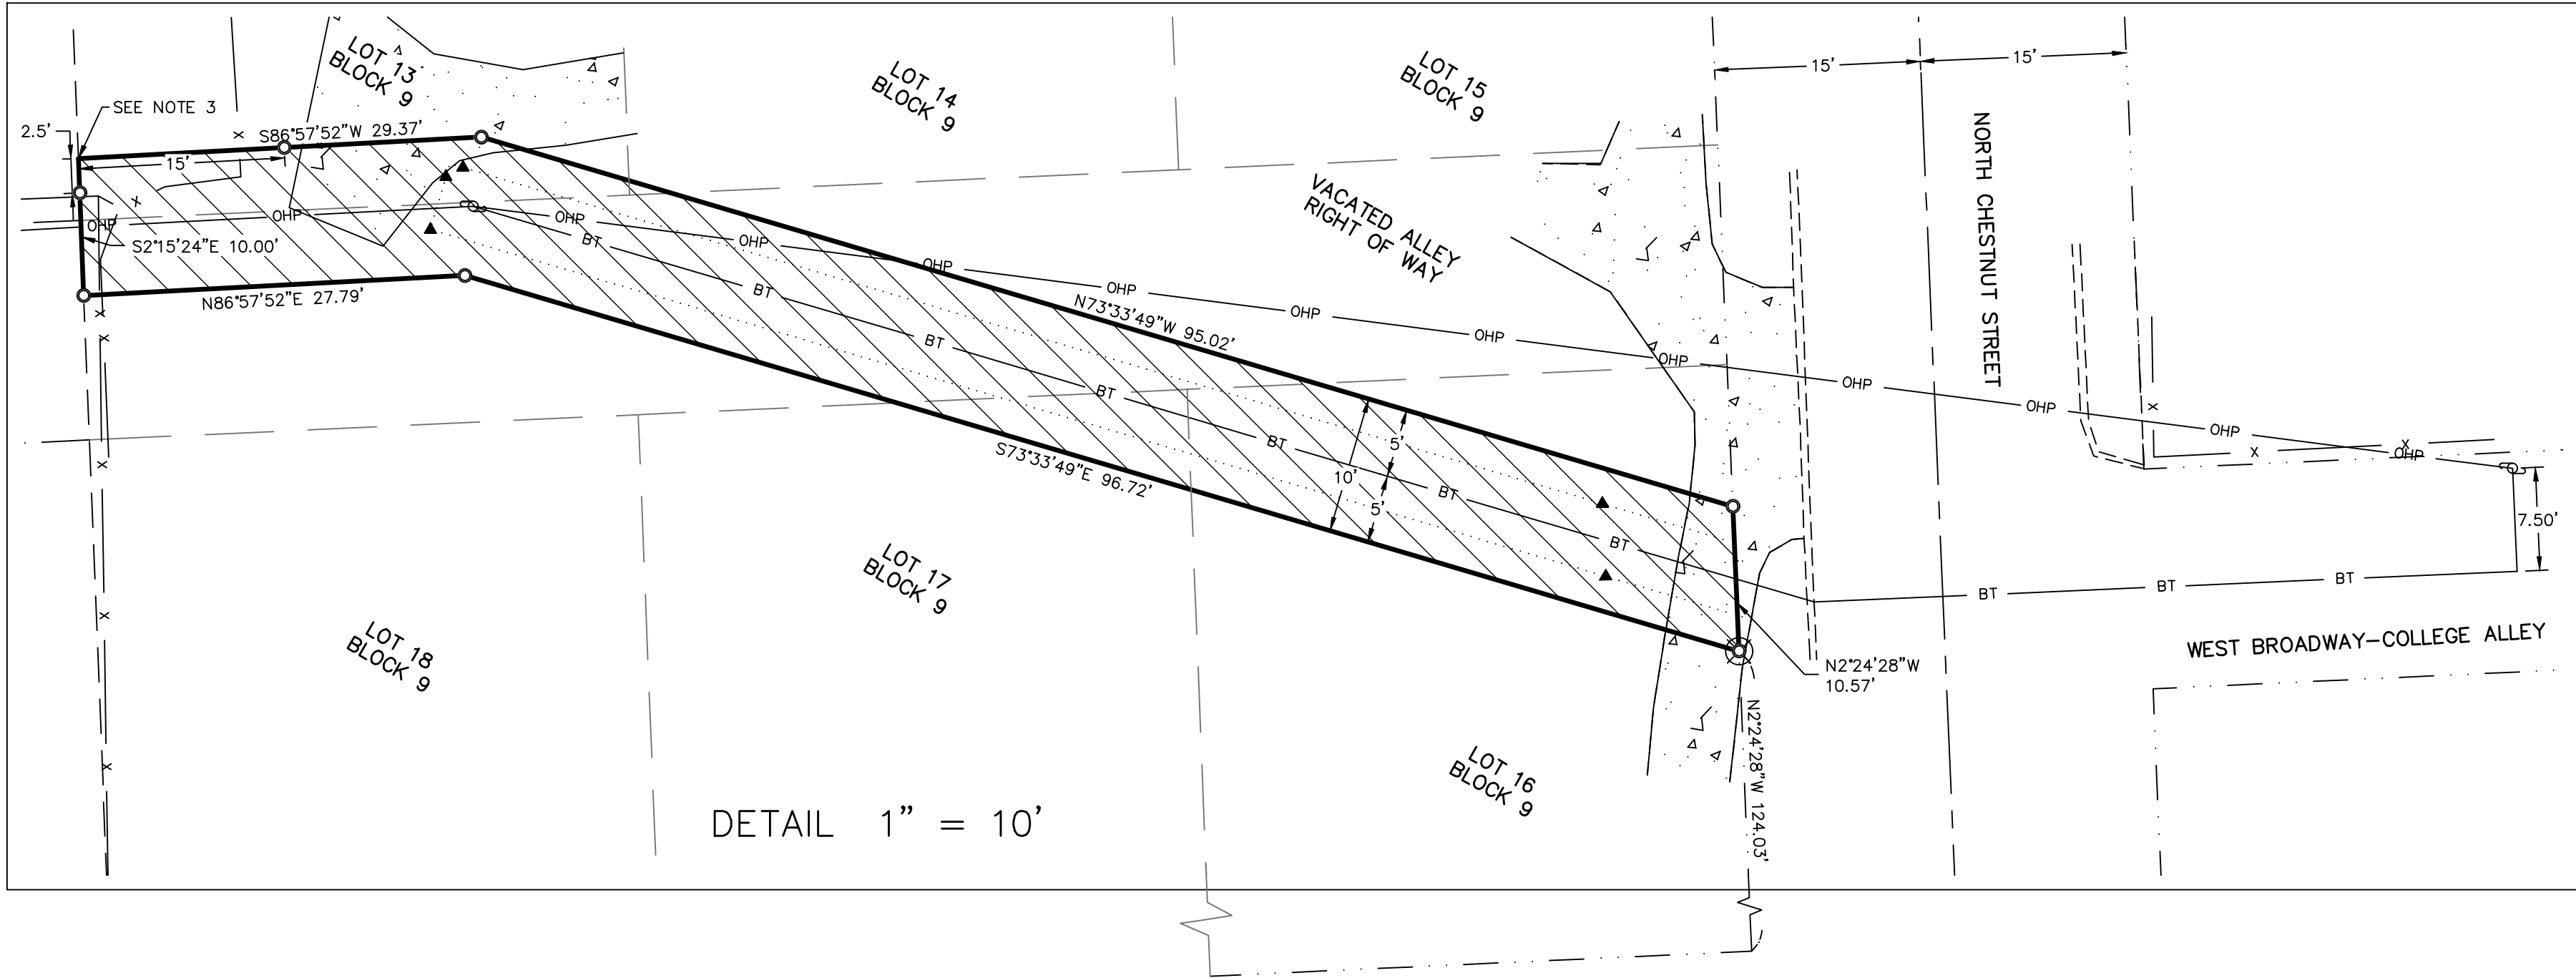 LOT 13
BLOCK 9
LOT 14
BLOCK 9
LOT 15
BLOCK 9
15'
15'
SEE NOTE 3
2.5'
S86°57'52"W 29.37'
15'
X
X
OHP
OHP
OHP
OHP
OHP
OHP
OHP
OHP
OHP
OHP
OHP
OHP
OHP
S2°15'24"E 10.00'
N86°57'52"E 27.79'
VACATED ALLEY
RIGHT OF WAY
NORTH CHESTNUT STREET
BT
BT
BT
BT
BT
BT
BT
BT
BT
BT
N73°33'49"W 95.02'
S73°33'49"E 96.72'
5'
10'
5'
X
X
X
X
X
X
X
X
7.50'
LOT 17
BLOCK 9
LOT 18
BLOCK 9
LOT 16
BLOCK 9
WEST BROADWAY-COLLEGE ALLEY
N2°24'28"W
10.57'
N2°24'28"W 124.03'
DETAIL 1" = 10'